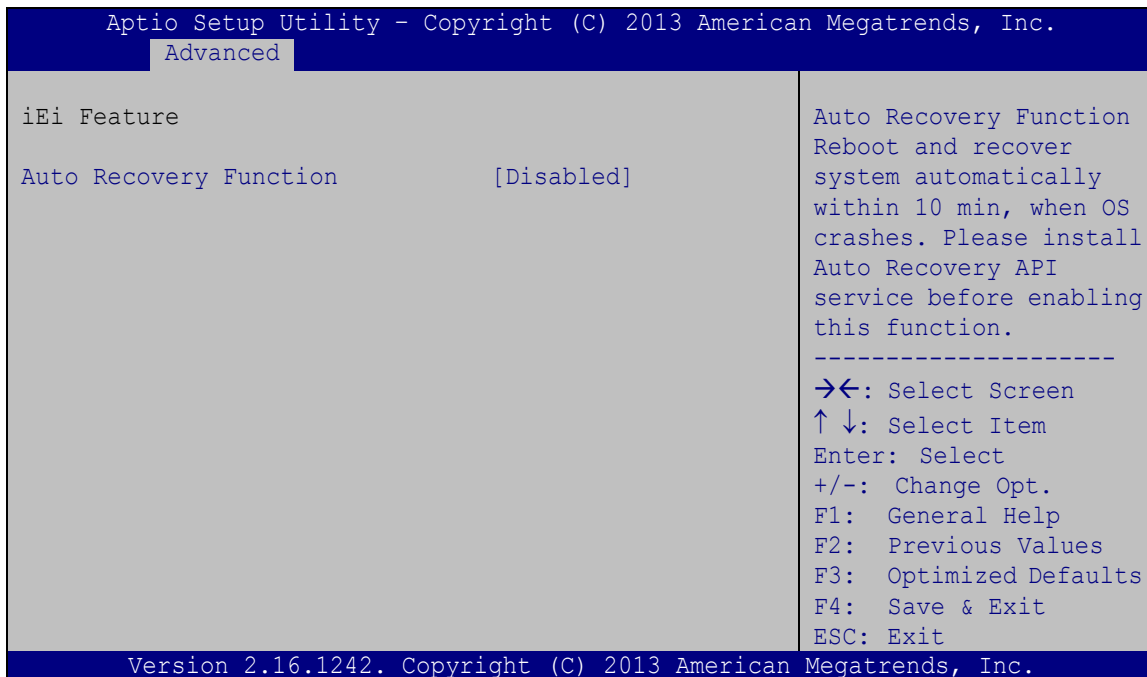 Aptio Setup Utility – Copyright (C) 2013 American Megatrends, Inc.
Advanced
iEi Feature
Auto Recovery Function [Disabled]
Auto Recovery Function
Reboot and recover
system automatically
within 10 min, when OS
crashes. Please install
Auto Recovery API
service before enabling
this function.
---------------------
→←: Select Screen
↑ ↓: Select Item
Enter: Select
+/-: Change Opt.
F1: General Help
F2: Previous Values
F3: Optimized Defaults
F4: Save & Exit
ESC: Exit
Version 2.16.1242. Copyright (C) 2013 American Megatrends, Inc.